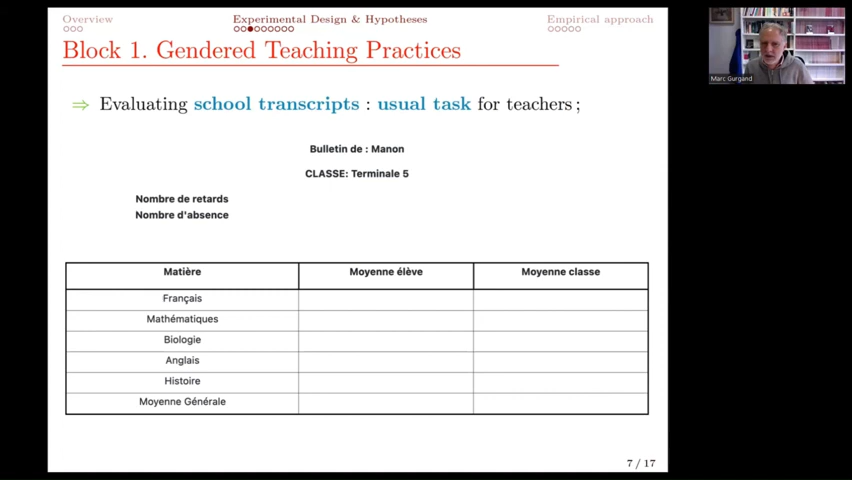 Overview
Experimental Design & Hypotheses
Empirical approach
Block 1. Gendered Teaching Practices
⇒ Evaluating school transcripts : usual task for teachers ;
Bulletin de : Manon
CLASSE: Terminale 5
Nombre de retards
Nombre d'absence
Matière Moyenne élève Moyenne classe
Français
Mathématiques
Biologie
Anglais
Histoire
Moyenne Générale
7 / 17
Marc Gurgand